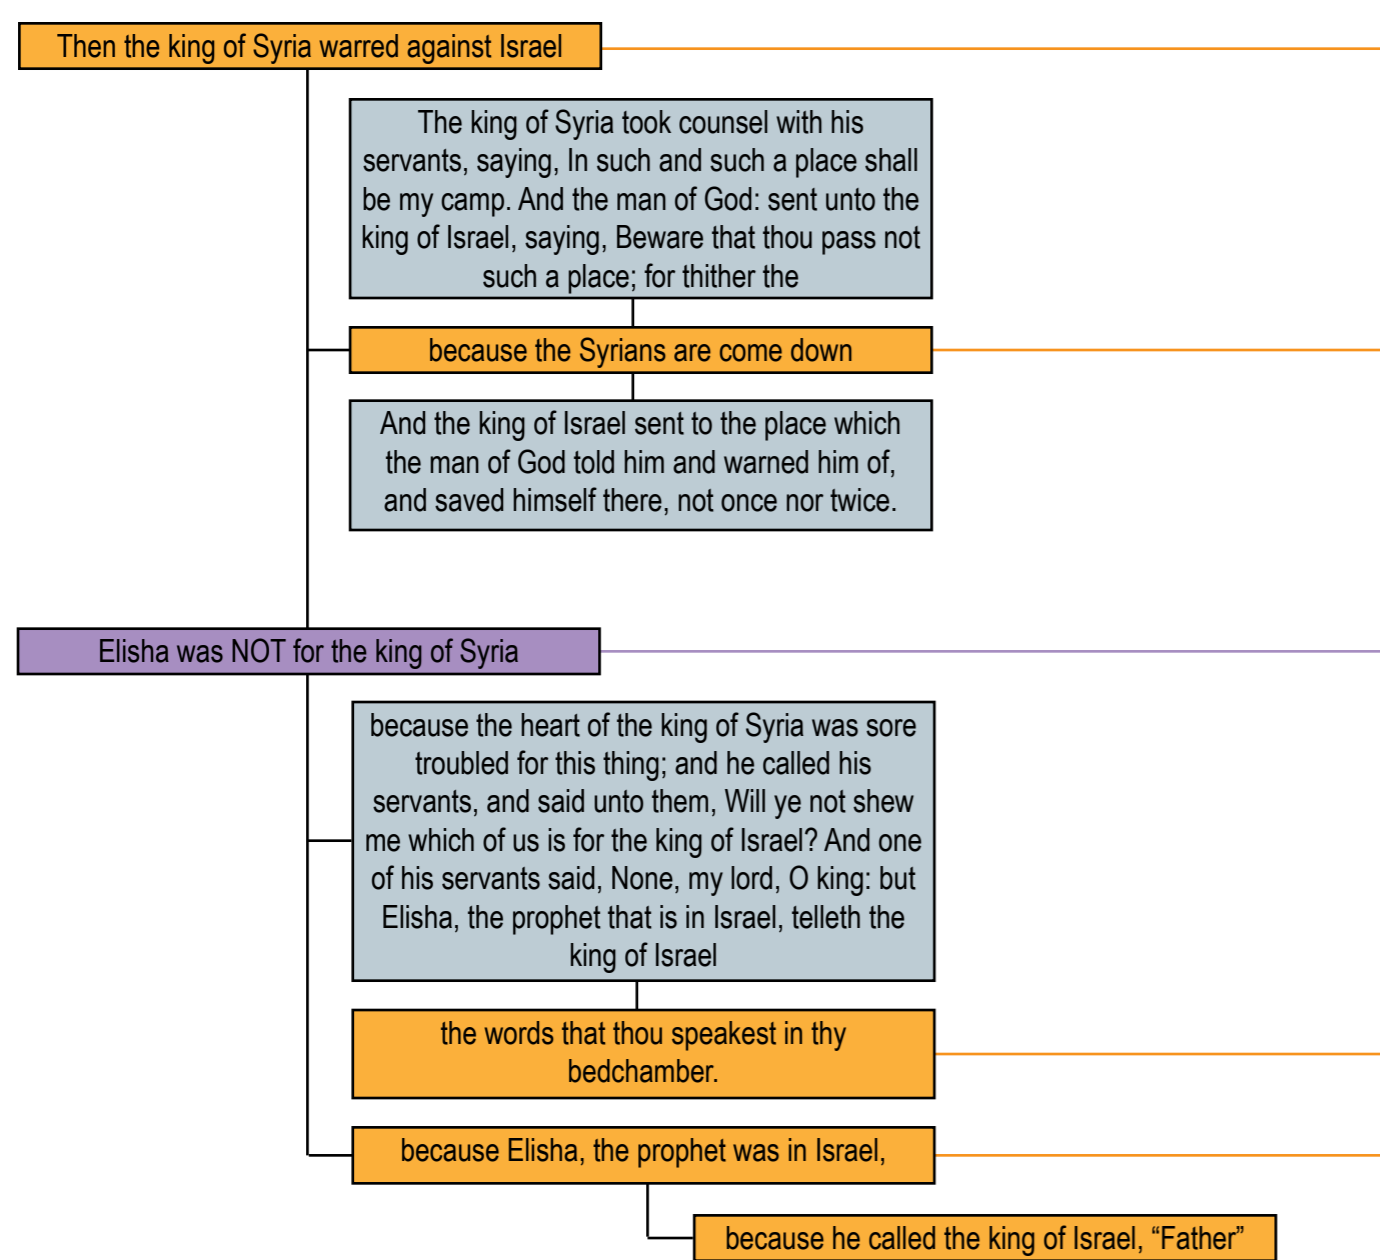 Then the king of Syria warred against Israel
The king of Syria took counsel with his
servants, saying, In such and such a place shall
be my camp. And the man of God: sent unto the
king of Israel, saying, Beware that thou pass not
such a place; for thither the
because the Syrians are come down
And the king of Israel sent to the place which
the man of God told him and warned him of,
and saved himself there, not once nor twice.
Elisha was NOT for the king of Syria
because the heart of the king of Syria was sore
troubled for this thing; and he called his
servants, and said unto them, Will ye not shew
me which of us is for the king of Israel? And one
of his servants said, None, my lord, O king: but
Elisha, the prophet that is in Israel, telleth the
king of Israel
the words that thou speakest in thy
bedchamber.
because Elisha, the prophet was in Israel,
because he called the king of Israel, “Father”